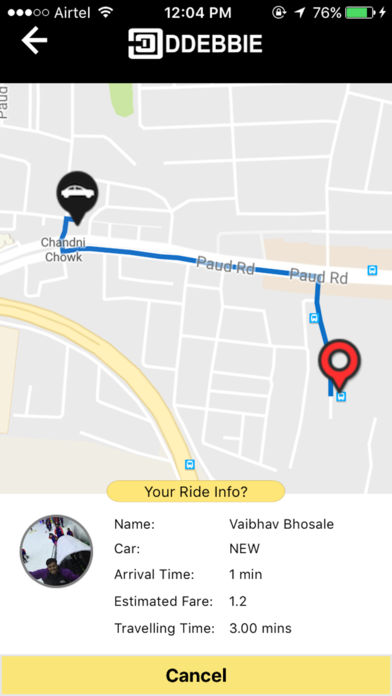 Airtel 12:04 PM 76%
DDEBBIE
Paud
Chandni
Chowk
Paud Rd
Paud Rd
Your Ride Info?
Name: Vaibhav Bhosale
Car: NEW
Arrival Time: 1 min
Estimated Fare: 1.2
Travelling Time: 3.00 mins
Cancel